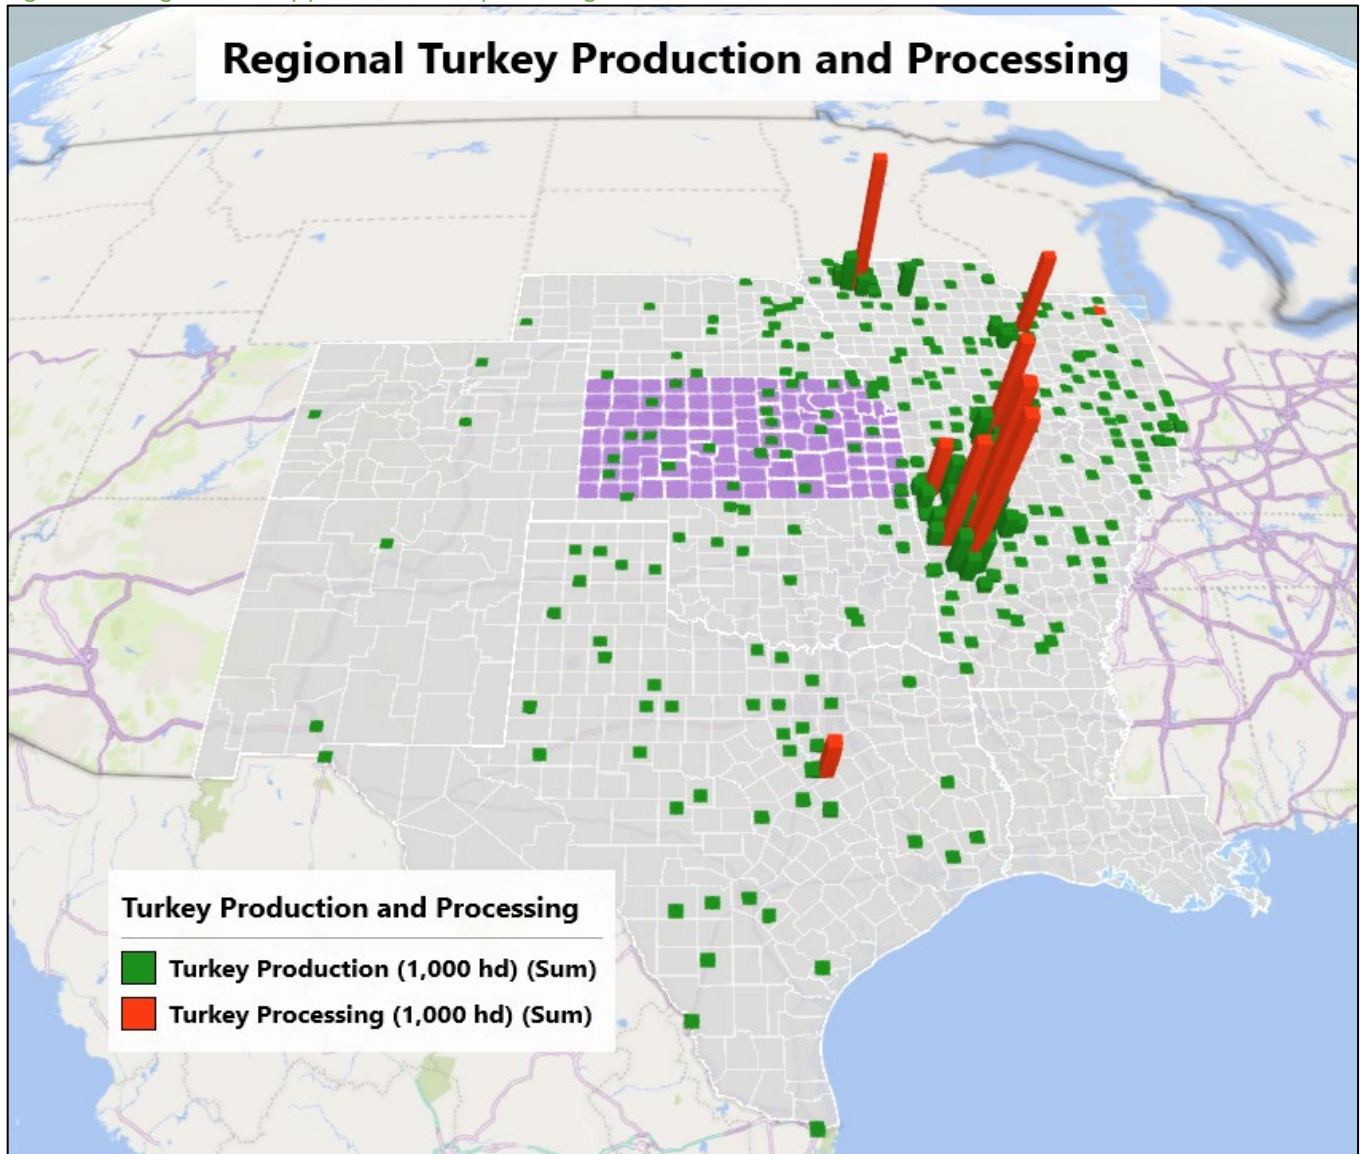 Regional Turkey Production and Processing
Turkey Production and Processing
Turkey Production (1,000 hd) (Sum)
Turkey Processing (1,000 hd) (Sum)